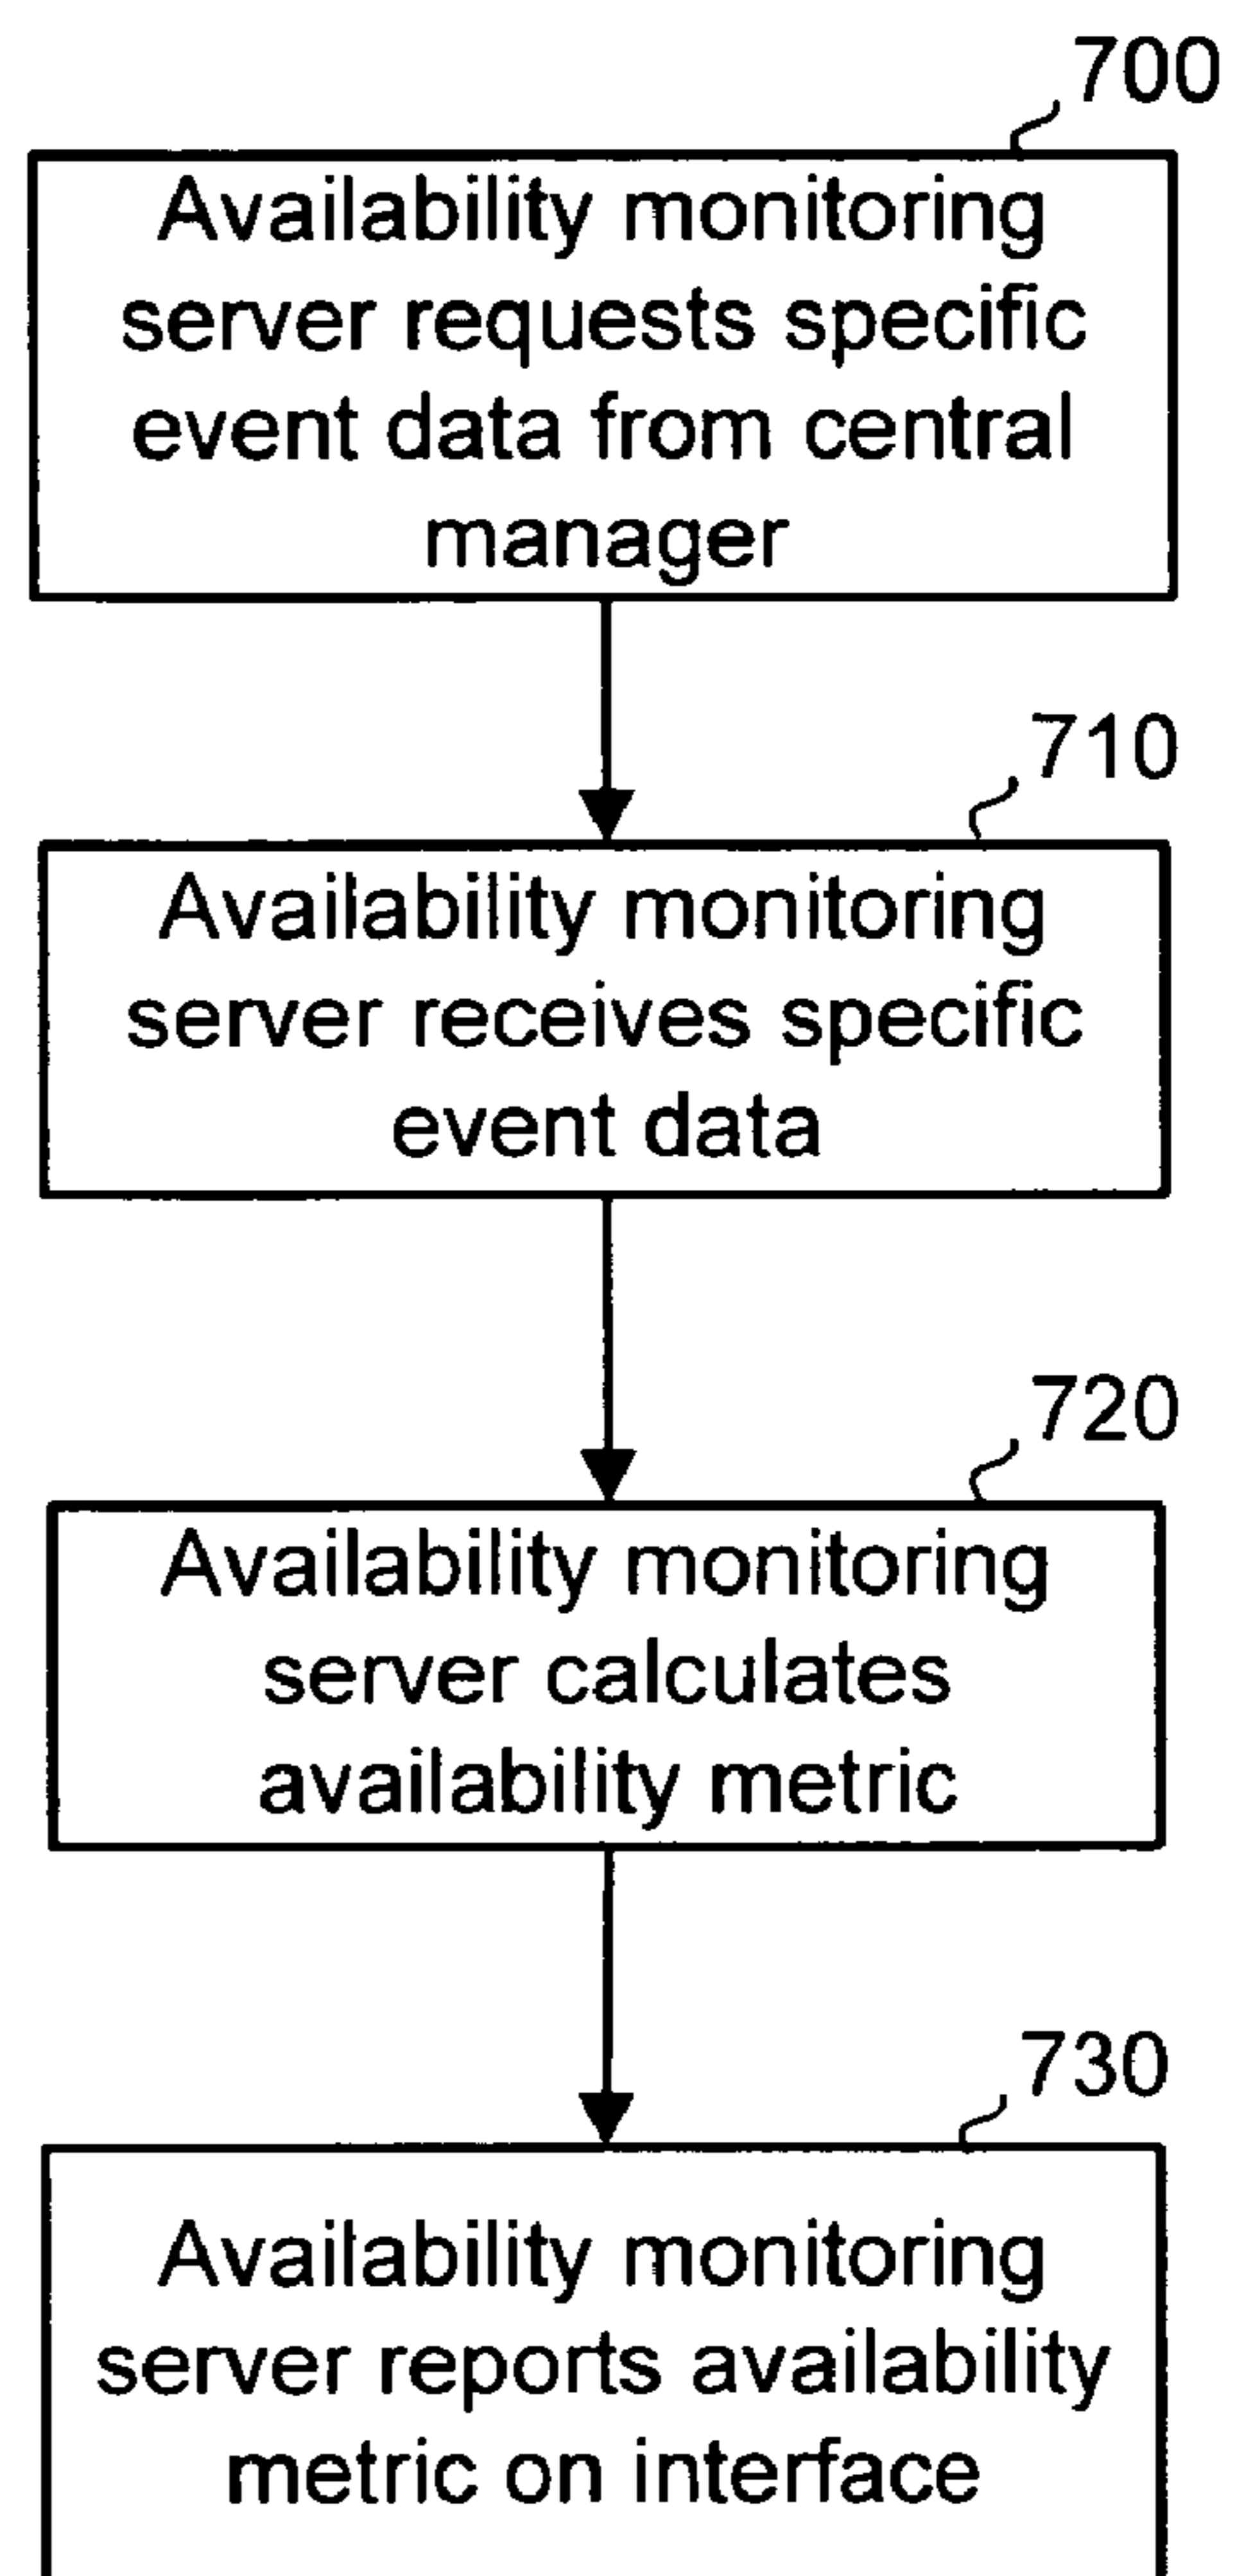 700
Availability monitoring
server requests specific
event data from central
manager
710
Availability monitoring
server receives specific
event data
720
Availability monitoring
server calculates
availability metric
730
Availability monitoring
server reports availability
metric on interface